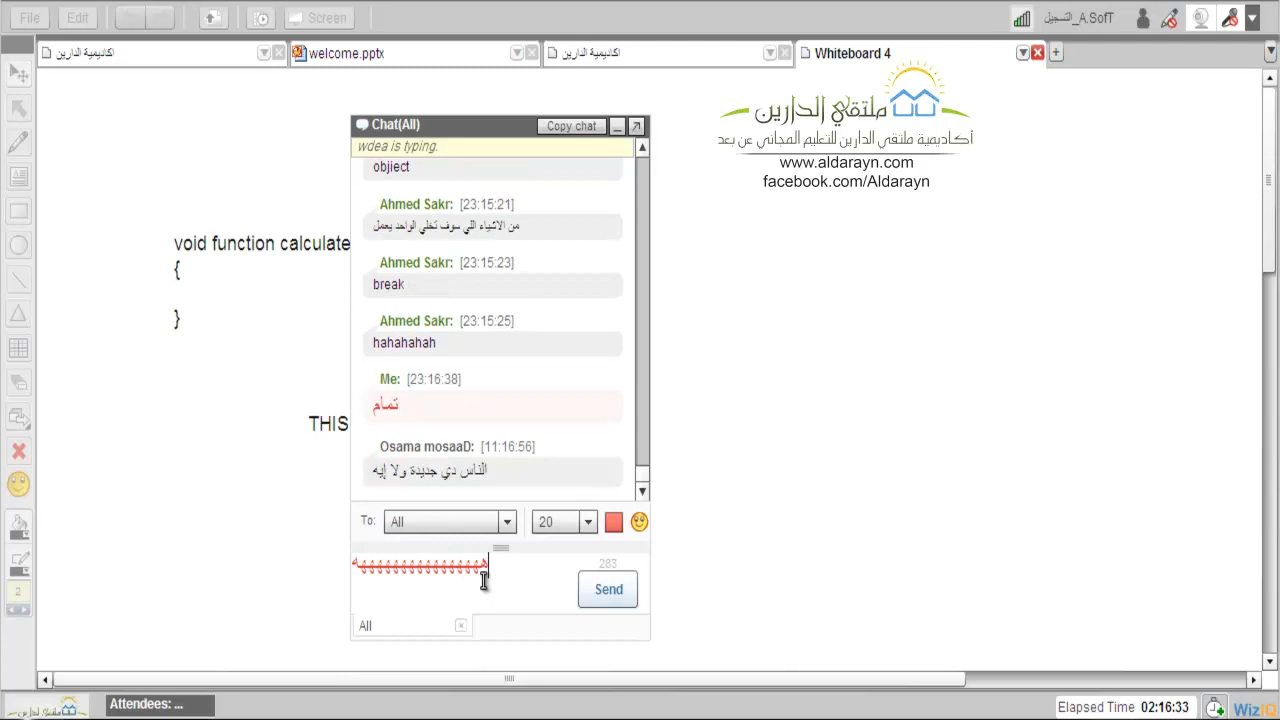 File
Edit
Screen
A.SofT_التسجيل
اكاديمية الدارين
welcome.pptx
اكاديمية الدارين
Whiteboard 4
ملتقي الدارين
أكاديمية ملتقي الدارين للتعليم المجاني عن بعد
www.aldarayn.com
facebook.com/Aldarayn
Chat(All)
Copy chat
wdea is typing.
objiect
Ahmed Sakr: [23:15:21]
من الاشياء اللي سوف تخلي الواحد يعمل
Ahmed Sakr: [23:15:23]
break
Ahmed Sakr: [23:15:25]
hahahahah
Me: [23:16:38]
تمام
Osama mosaaD: [11:16:56]
الناس دي جديدة ولا إيه
void function calculate
{
}
THIS
To:
All
20
283
Send
All
2
Attendees: ...
Elapsed Time 02:16:33
WizIQ